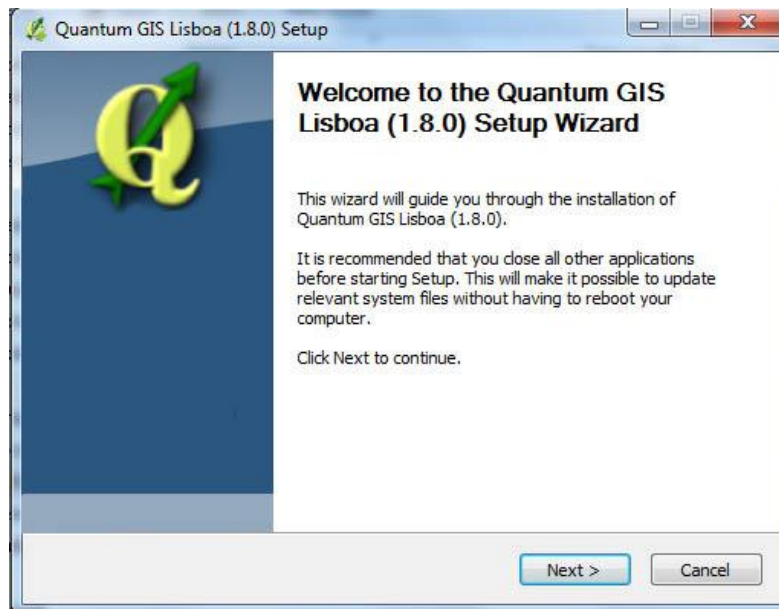 Quantum GIS Lisboa (1.8.0) Setup
Welcome to the Quantum GIS
Lisboa (1.8.0) Setup Wizard
This wizard will guide you through the installation of
Quantum GIS Lisboa (1.8.0).
It is recommended that you close all other applications
before starting Setup. This will make it possible to update
relevant system files without having to reboot your
computer.
Click Next to continue.
Next >
Cancel